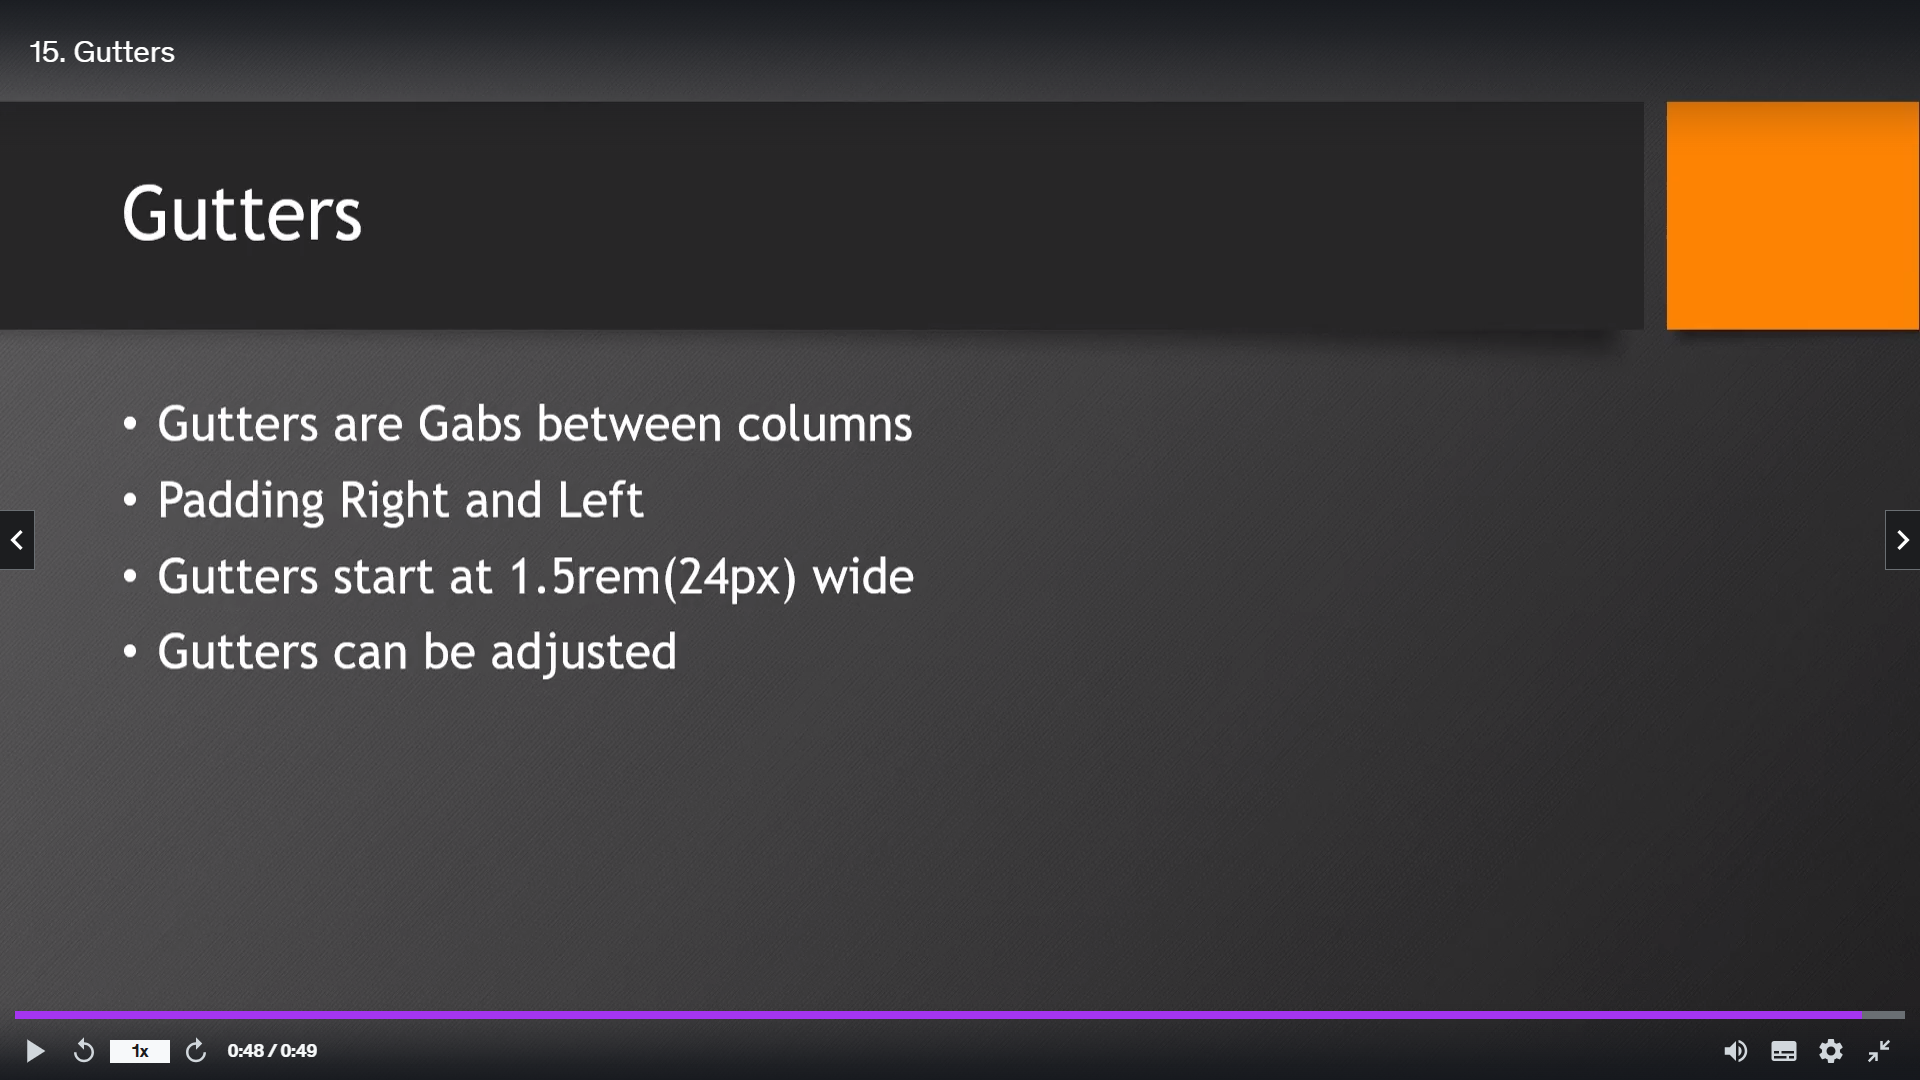 15. Gutters
Gutters
• Gutters are Gabs between columns
• Padding Right and Left
• Gutters start at 1.5rem(24px) wide
• Gutters can be adjusted
1x
0:48 / 0:49